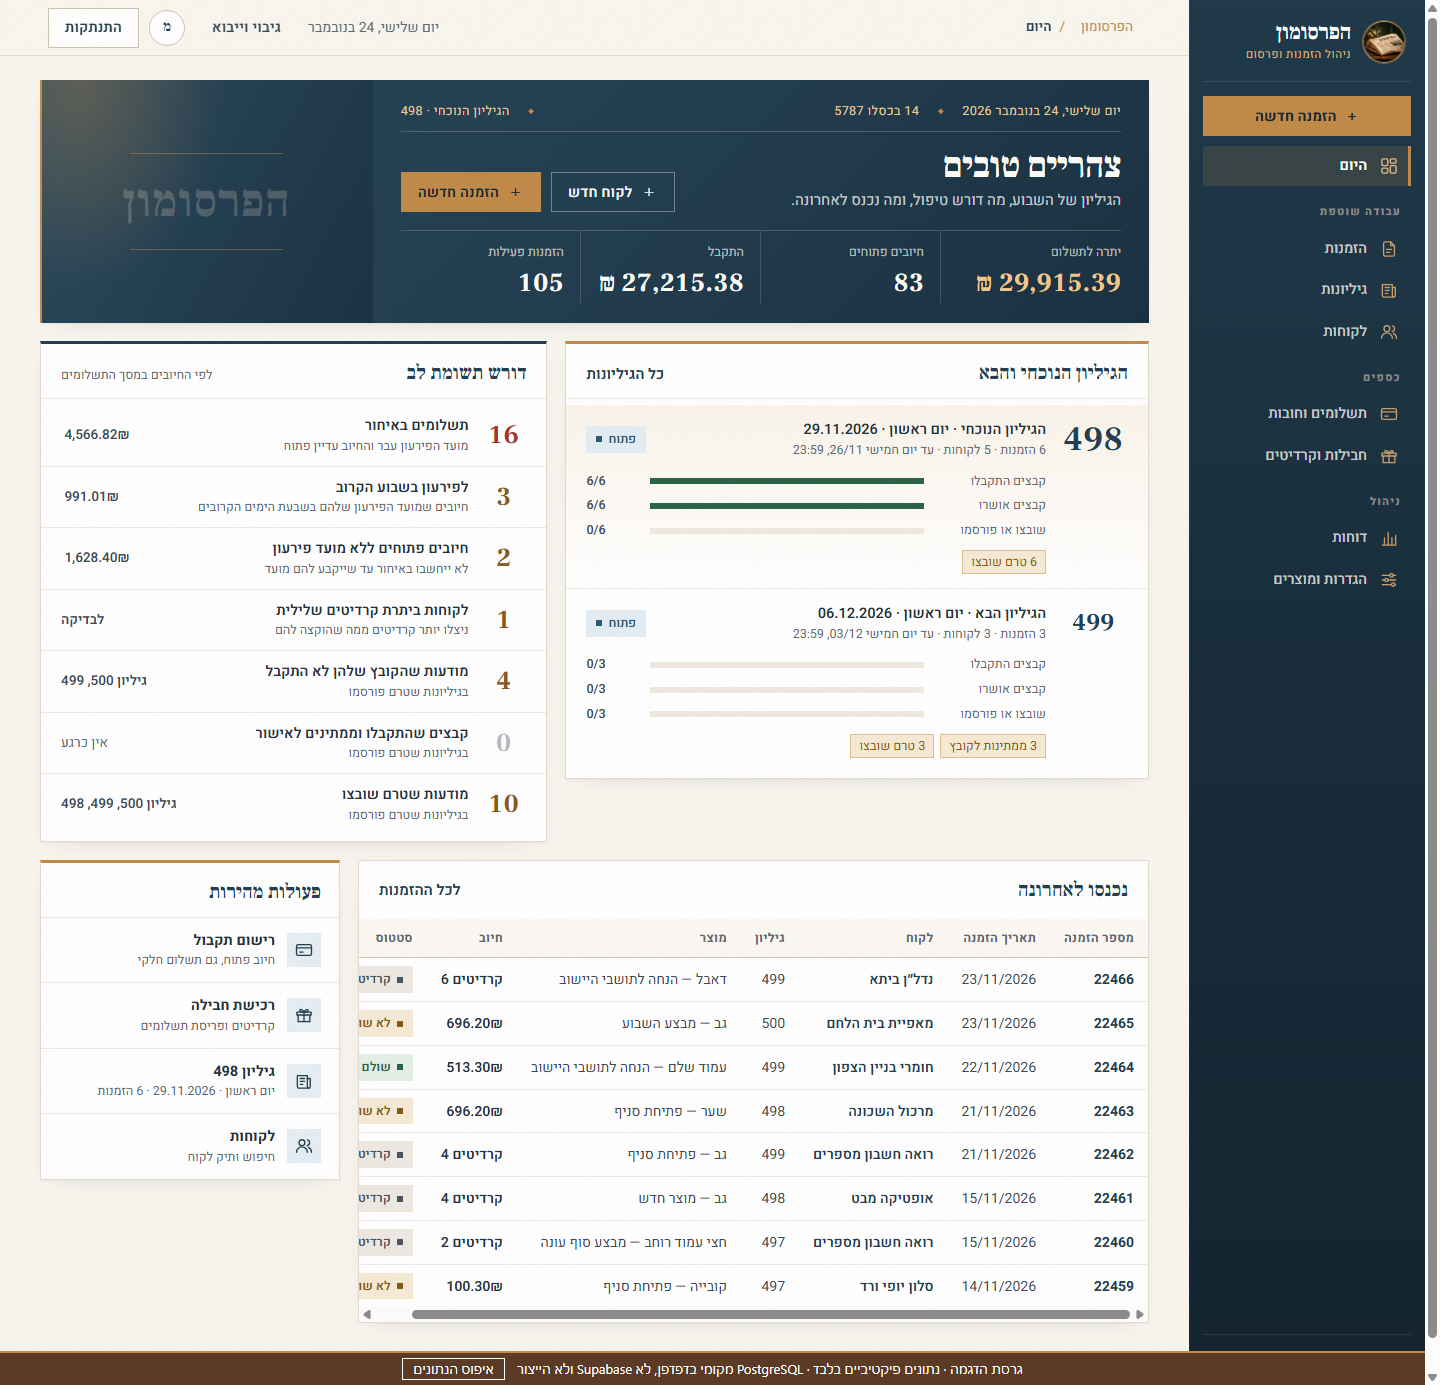 הפרסומון
ניהול הזמנות ופרסום
+ הזמנה חדשה
היום
עבודה שוטפת
הזמנות
גיליונות
לקוחות
כספים
תשלומים וחובות
חבילות וקרדיטים
ניהול
דוחות
הגדרות ומוצרים
הפרסומון / היום
יום שלישי, 24 בנובמבר
גיבוי וייבוא
מ
התנתקות
יום שלישי, 24 בנובמבר 2026 ◆ 14 בכסלו 5787 ◆ הגיליון הנוכחי · 498
צהריים טובים
הגיליון של השבוע, מה דורש טיפול, ומה נכנס לאחרונה.
+ לקוח חדש
+ הזמנה חדשה
יתרה לתשלום
29,915.39 ₪
חיובים פתוחים
83
התקבל
27,215.38 ₪
הזמנות פעילות
105
הפרסומון
הגיליון הנוכחי והבא
כל הגיליונות
498
הגיליון הנוכחי · יום ראשון · 29.11.2026
6 הזמנות · 5 לקוחות · עד יום חמישי 26/11, 23:59
פתוח
קבצים התקבלו 6/6
קבצים אושרו 6/6
שובצו או פורסמו 0/6
6 טרם שובצו
499
הגיליון הבא · יום ראשון · 06.12.2026
3 הזמנות · 3 לקוחות · עד יום חמישי 03/12, 23:59
פתוח
קבצים התקבלו 0/3
קבצים אושרו 0/3
שובצו או פורסמו 0/3
3 ממתינות לקובץ
3 טרם שובצו
דורש תשומת לב
לפי החיובים במסך התשלומים
16
תשלומים באיחור
מועד הפירעון עבר והחיוב עדיין פתוח
4,566.82₪
3
לפירעון בשבוע הקרוב
חיובים שמועד הפירעון שלהם בשבעת הימים הקרובים
991.01₪
2
חיובים פתוחים ללא מועד פירעון
לא ייחשבו באיחור עד שייקבע להם מועד
1,628.40₪
1
לקוחות ביתרת קרדיטים שלילית
ניצלו יותר קרדיטים ממה שהוקצה להם
לבדיקה
4
מודעות שהקובץ שלהן לא התקבל
בגיליונות שטרם פורסמו
גיליון 500, 499
0
קבצים שהתקבלו וממתינים לאישור
בגיליונות שטרם פורסמו
אין כרגע
10
מודעות שטרם שובצו
בגיליונות שטרם פורסמו
גיליון 500, 499, 498
נכנסו לאחרונה
לכל ההזמנות
מספר הזמנה תאריך הזמנה לקוח גיליון מוצר חיוב סטטוס
22466 23/11/2026 נדל״ן ביתא 499 דאבל — הנחה לתושבי היישוב 6 קרדיטים קרדיט
22465 23/11/2026 מאפיית בית הלחם 500 גב — מבצע השבוע 696.20₪ לא שו
22464 22/11/2026 חומרי בניין הצפון 499 עמוד שלם — הנחה לתושבי היישוב 513.30₪ שולם
22463 21/11/2026 מרכול השכונה 498 שער — פתיחת סניף 696.20₪ לא שו
22462 21/11/2026 רואה חשבון מספרים 499 גב — פתיחת סניף 4 קרדיטים קרדיט
22461 15/11/2026 אופטיקה מבט 498 גב — מוצר חדש 4 קרדיטים קרדיט
22460 15/11/2026 רואה חשבון מספרים 497 חצי עמוד רוחב — מבצע סוף עונה 2 קרדיטים קרדיט
22459 14/11/2026 סלון יופי ורד 497 קובייה — פתיחת סניף 100.30₪ לא שו
פעולות מהירות
רישום תקבול
חיוב פתוח, גם תשלום חלקי
רכישת חבילה
קרדיטים ופריסת תשלומים
גיליון 498
יום ראשון · 29.11.2026 · 6 הזמנות
לקוחות
חיפוש ותיק לקוח
גרסת הדגמה · נתונים פיקטיביים בלבד · PostgreSQL מקומי בדפדפן, לא Supabase ולא הייצור
איפוס הנתונים